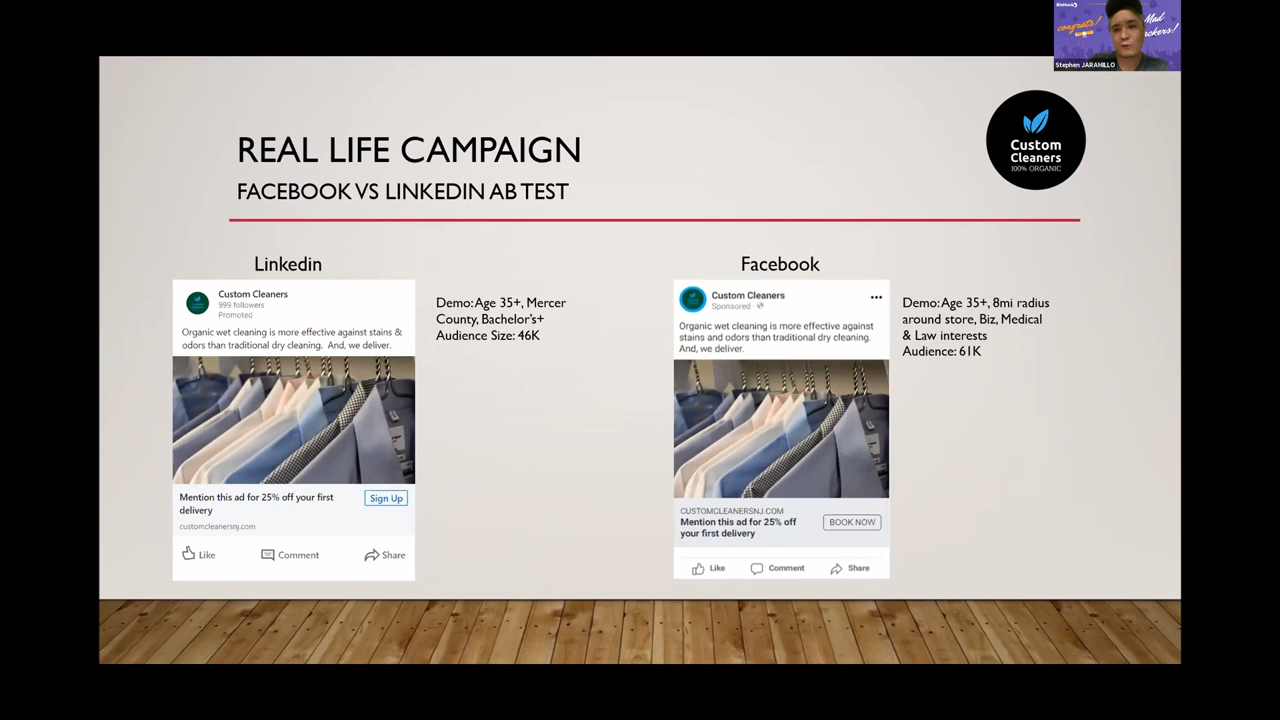 BizHack
congrats!
Mad
ackers!
Stephen JARAMILLO
Custom
Cleaners
100% ORGANIC
REAL LIFE CAMPAIGN
FACEBOOK VS LINKEDIN AB TEST
Linkedin
Custom Cleaners
999 followers
Promoted
Organic wet cleaning is more effective against stains &
odors than traditional dry cleaning. And, we deliver.
Mention this ad for 25% off your first
delivery
Sign Up
customcleanersnj.com
Like
Comment
Share
Demo: Age 35+, Mercer
County, Bachelor's+
Audience Size: 46K
Facebook
Custom Cleaners
Sponsored ·
Organic wet cleaning is more effective against
stains and odors than traditional dry cleaning.
And, we deliver.
CUSTOMCLEANERSNJ.COM
Mention this ad for 25% off
your first delivery
BOOK NOW
Like
Comment
Share
Demo: Age 35+, 8mi radius
around store, Biz, Medical
& Law interests
Audience: 61K